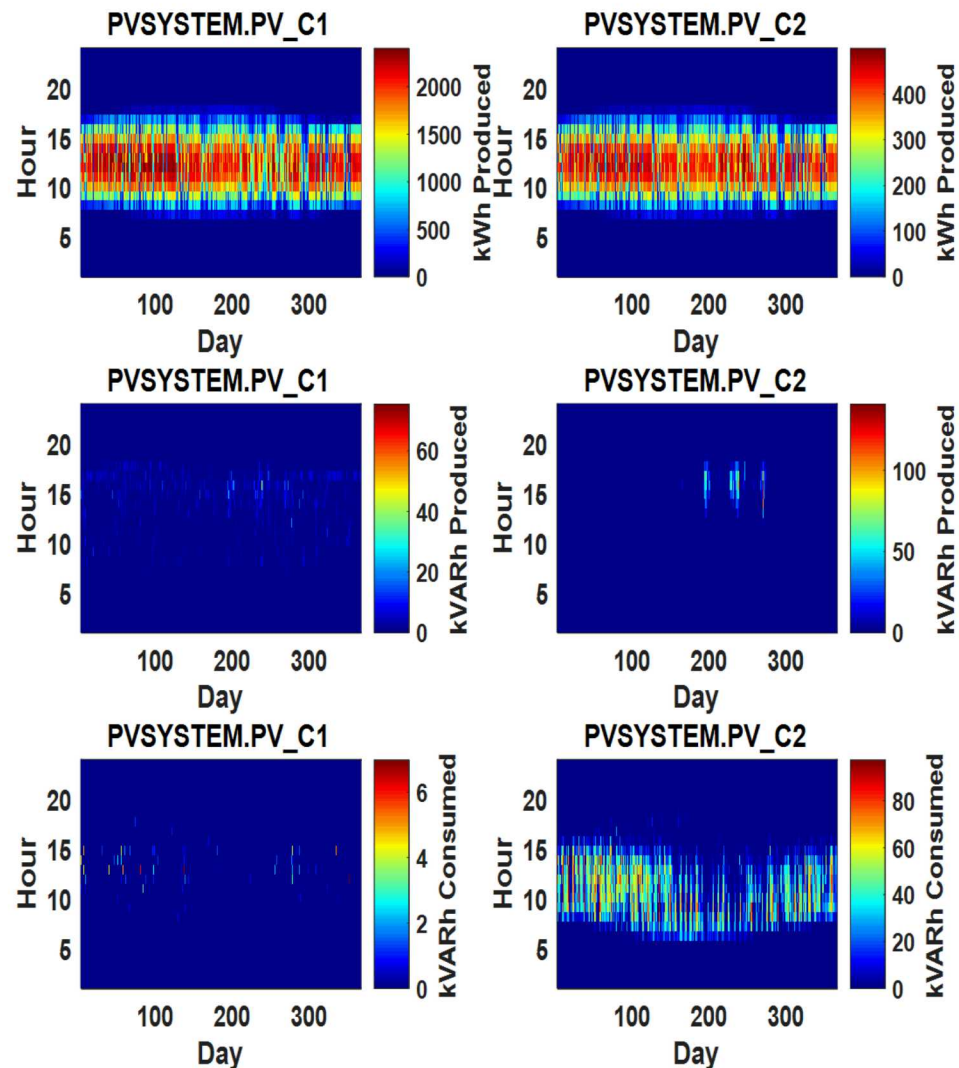 PVSYSTEM.PV_C1
20
15
10
5
Hour
100 200 300
Day
2000
1500
1000
500
0
kWh Produced
PVSYSTEM.PV_C2
20
15
10
5
Hour
100 200 300
Day
400
300
200
100
0
kWh Produced
PVSYSTEM.PV_C1
20
15
10
5
Hour
100 200 300
Day
60
40
20
0
kVARh Produced
PVSYSTEM.PV_C2
20
15
10
5
Hour
100 200 300
Day
100
50
0
kVARh Produced
PVSYSTEM.PV_C1
20
15
10
5
Hour
100 200 300
Day
6
4
2
0
kVARh Consumed
PVSYSTEM.PV_C2
20
15
10
5
Hour
100 200 300
Day
80
60
40
20
0
kVARh Consumed